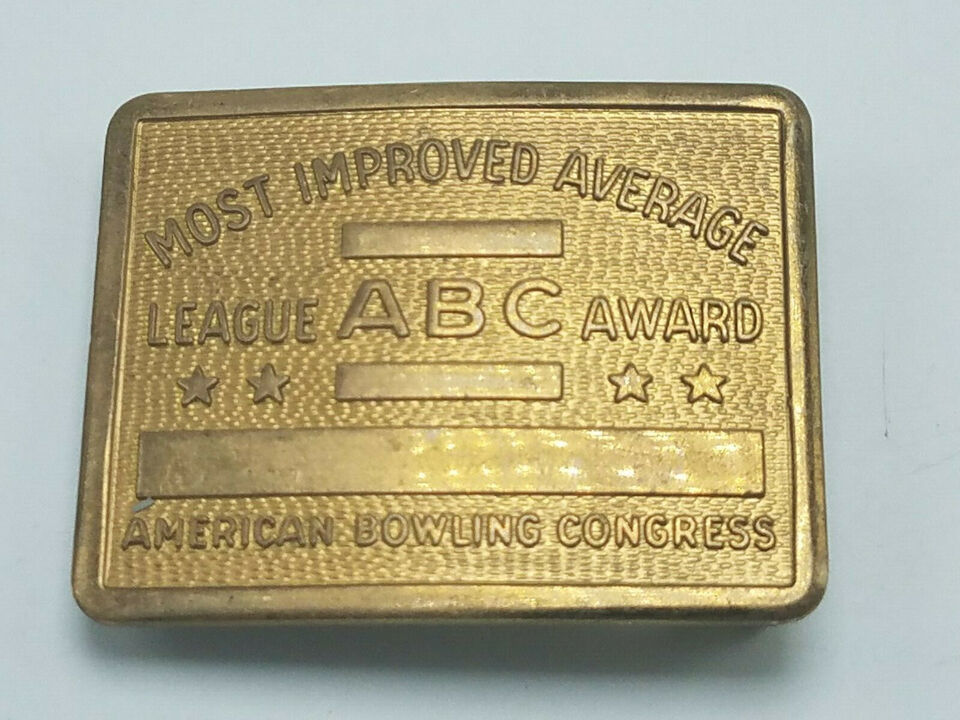 MOST IMPROVED AVERAGE
LEAGUE ABC AWARD
AMERICAN BOWLING CONGRESS